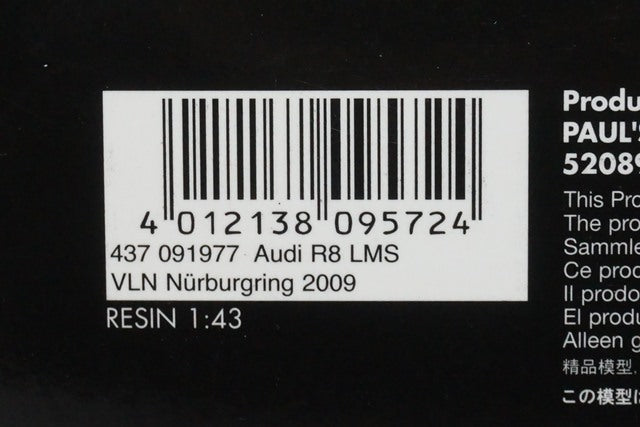 4 012138 095724
437 091977 Audi R8 LMS
VLN Nürburgring 2009
RESIN 1:43
Produ
PAUL'S
52089
This Pro
The pro
Sammle
Ce prod
Il prodo
El produ
Alleen g
精品模型,
この模型は